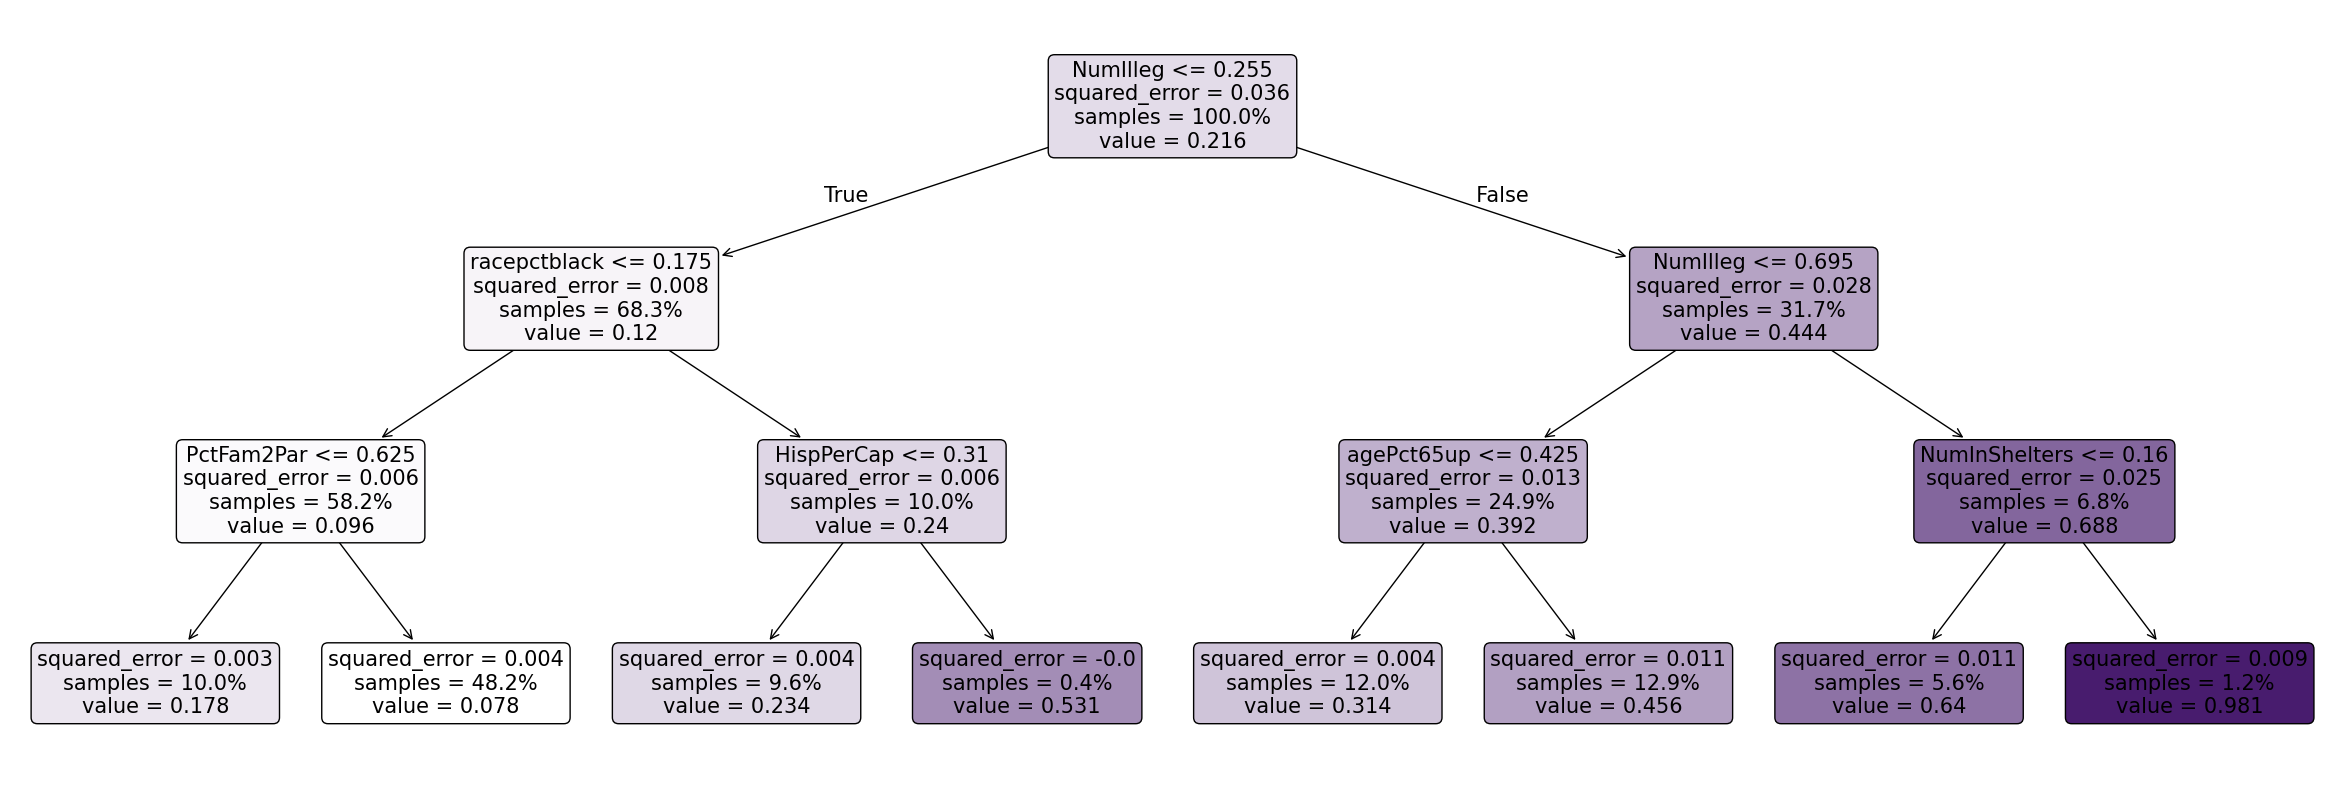 NumIlleg <= 0.255
squared_error = 0.036
samples = 100.0%
value = 0.216
True
False
racepctblack <= 0.175
squared_error = 0.008
samples = 68.3%
value = 0.12
NumIlleg <= 0.695
squared_error = 0.028
samples = 31.7%
value = 0.444
PctFam2Par <= 0.625
squared_error = 0.006
samples = 58.2%
value = 0.096
HispPerCap <= 0.31
squared_error = 0.006
samples = 10.0%
value = 0.24
agePct65up <= 0.425
squared_error = 0.013
samples = 24.9%
value = 0.392
NumInShelters <= 0.16
squared_error = 0.025
samples = 6.8%
value = 0.688
squared_error = 0.003
samples = 10.0%
value = 0.178
squared_error = 0.004
samples = 48.2%
value = 0.078
squared_error = 0.004
samples = 9.6%
value = 0.234
squared_error = -0.0
samples = 0.4%
value = 0.531
squared_error = 0.004
samples = 12.0%
value = 0.314
squared_error = 0.011
samples = 12.9%
value = 0.456
squared_error = 0.011
samples = 5.6%
value = 0.64
squared_error = 0.009
samples = 1.2%
value = 0.981